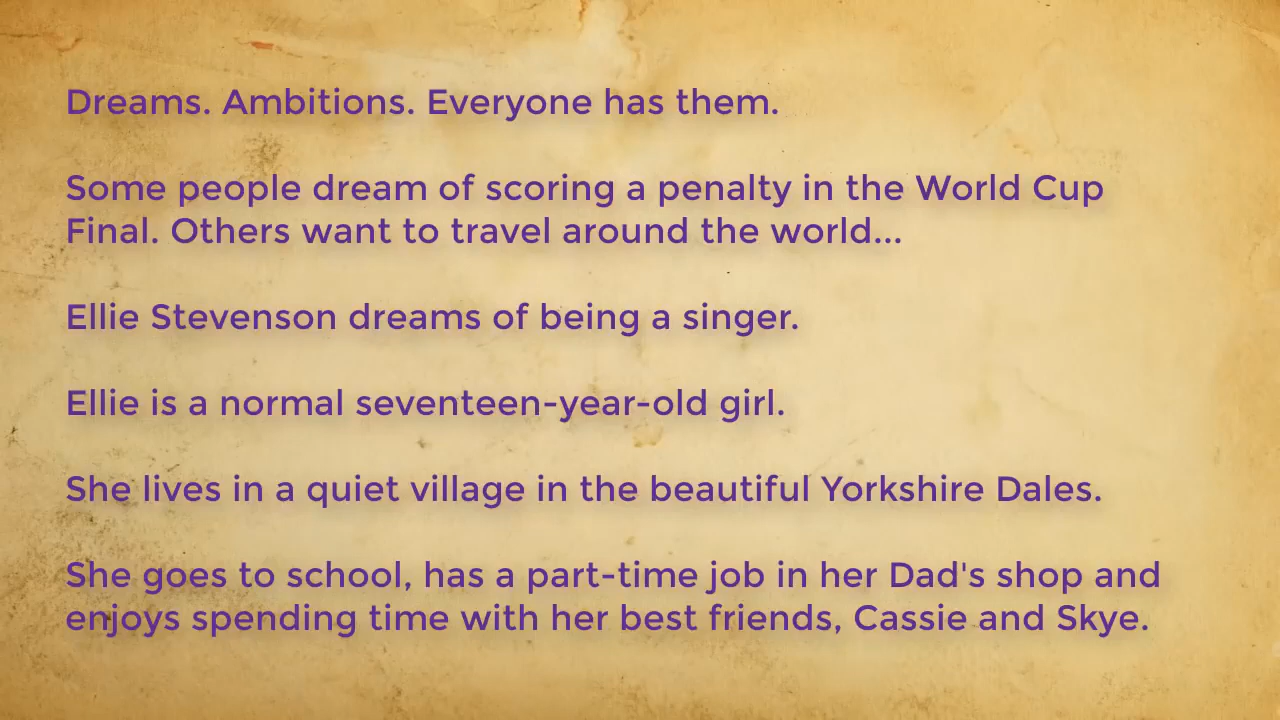 Dreams. Ambitions. Everyone has them.
Some people dream of scoring a penalty in the World Cup
Final. Others want to travel around the world...
Ellie Stevenson dreams of being a singer.
Ellie is a normal seventeen-year-old girl.
She lives in a quiet village in the beautiful Yorkshire Dales.
She goes to school, has a part-time job in her Dad's shop and
enjoys spending time with her best friends, Cassie and Skye.